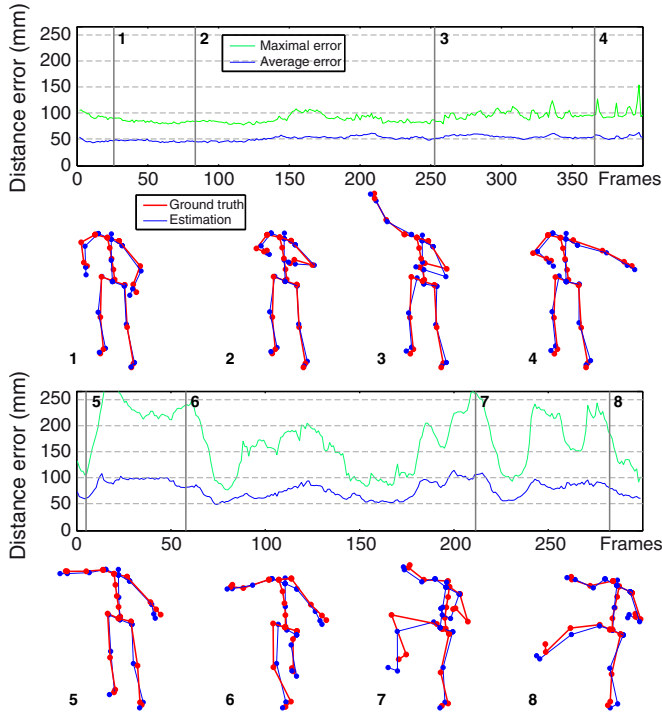 1 2 3 4
Maximal error
Average error
Distance error (mm)
250
200
150
100
50
0
0 50 100 150 200 250 300 350 Frames
Ground truth
Estimation
1 2 3 4
5 6 7 8
Distance error (mm)
250
200
150
100
50
0
0 50 100 150 200 250 Frames
5 6 7 8